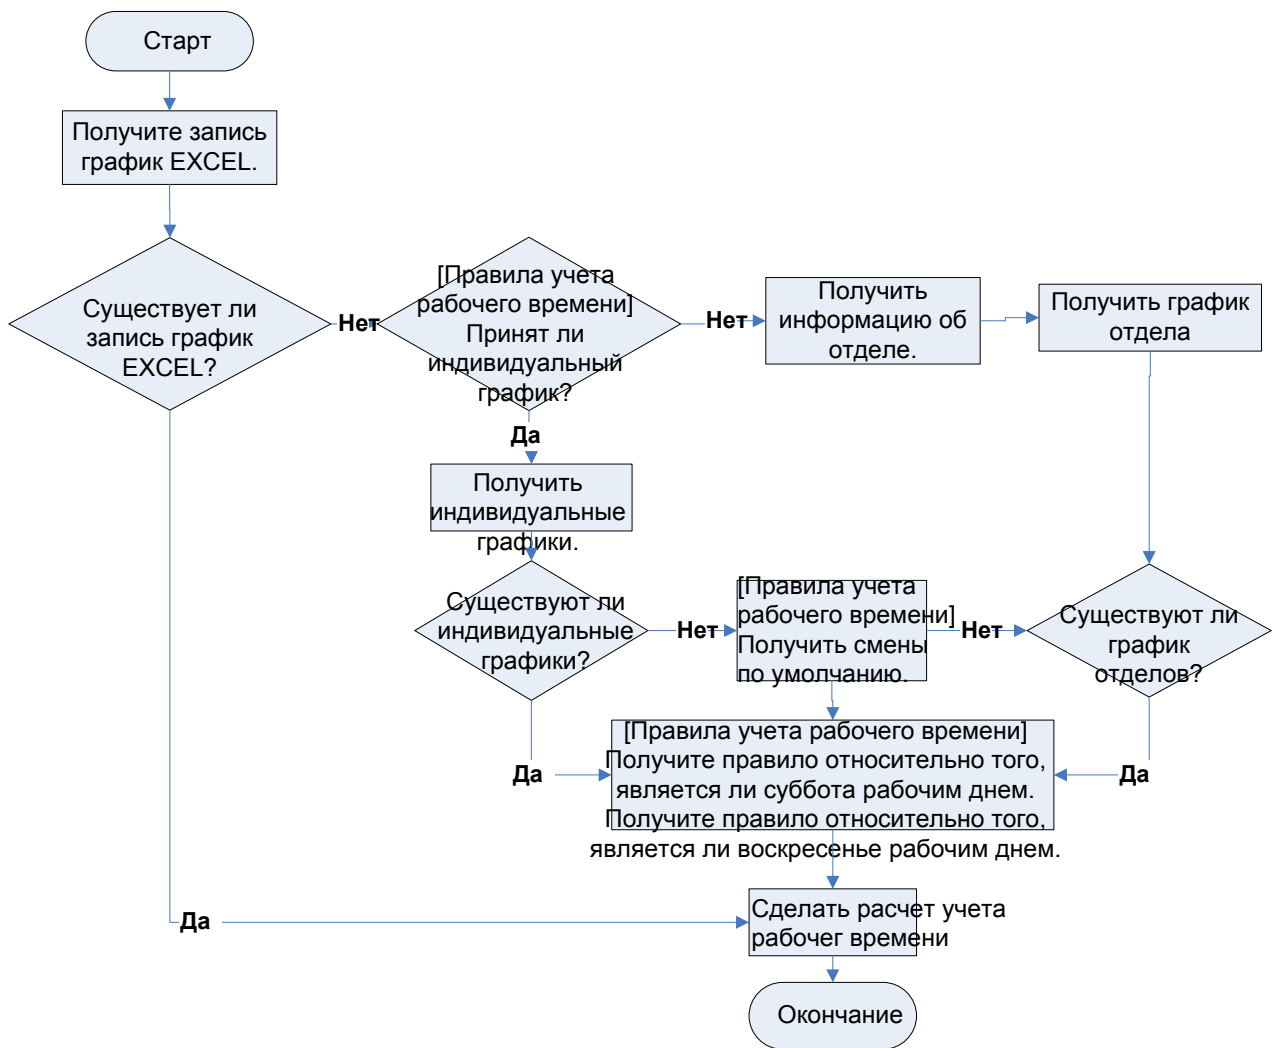 Старт
Получите запись
график EXCEL.
Существует ли
запись график
EXCEL?
Нет
[Правила учета
рабочего времени]
Принят ли
индивидуальный
график?
Нет
Получить
информацию об
отделе.
Получить график
отдела
Да
Получить
индивидуальные
графики.
Существуют ли
индивидуальные
графики?
Нет
[Правила учета
рабочего времени]
Получить смены
по умолчанию.
Нет
Существуют ли
график
отделов?
Да
[Правила учета рабочего времени]
Получите правило относительно того,
является ли суббота рабочим днем.
Получите правило относительно того,
является ли воскресенье рабочим днем.
Да
Да
Сделать расчет учета
рабочег времени
Окончание